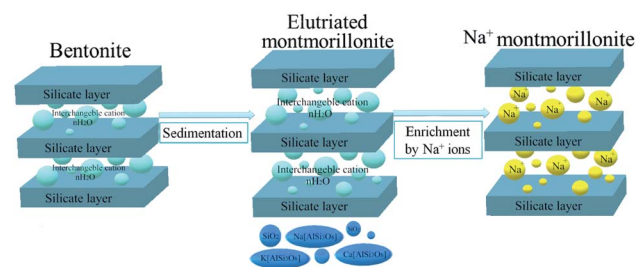 Bentonite
Silicate layer
Interchangeble cation
nH₂O
Silicate layer
Interchangeble cation
nH₂O
Silicate layer
Sedimentation
Elutriated
montmorillonite
Silicate layer
Interchangeble cation
nH₂O
Silicate layer
Interchangeble cation
nH₂O
Silicate layer
SiO₂
Na[AlSi₃O₈]
K[AlSi₃O₈]
Ca[AlSi₃O₈]
Enrichment
by Na⁺ ions
Na⁺ montmorillonite
Silicate layer
Na⁺
Na⁺
Na⁺
Na⁺
Silicate layer
Na⁺
Na⁺
Na⁺
Na⁺
Silicate layer